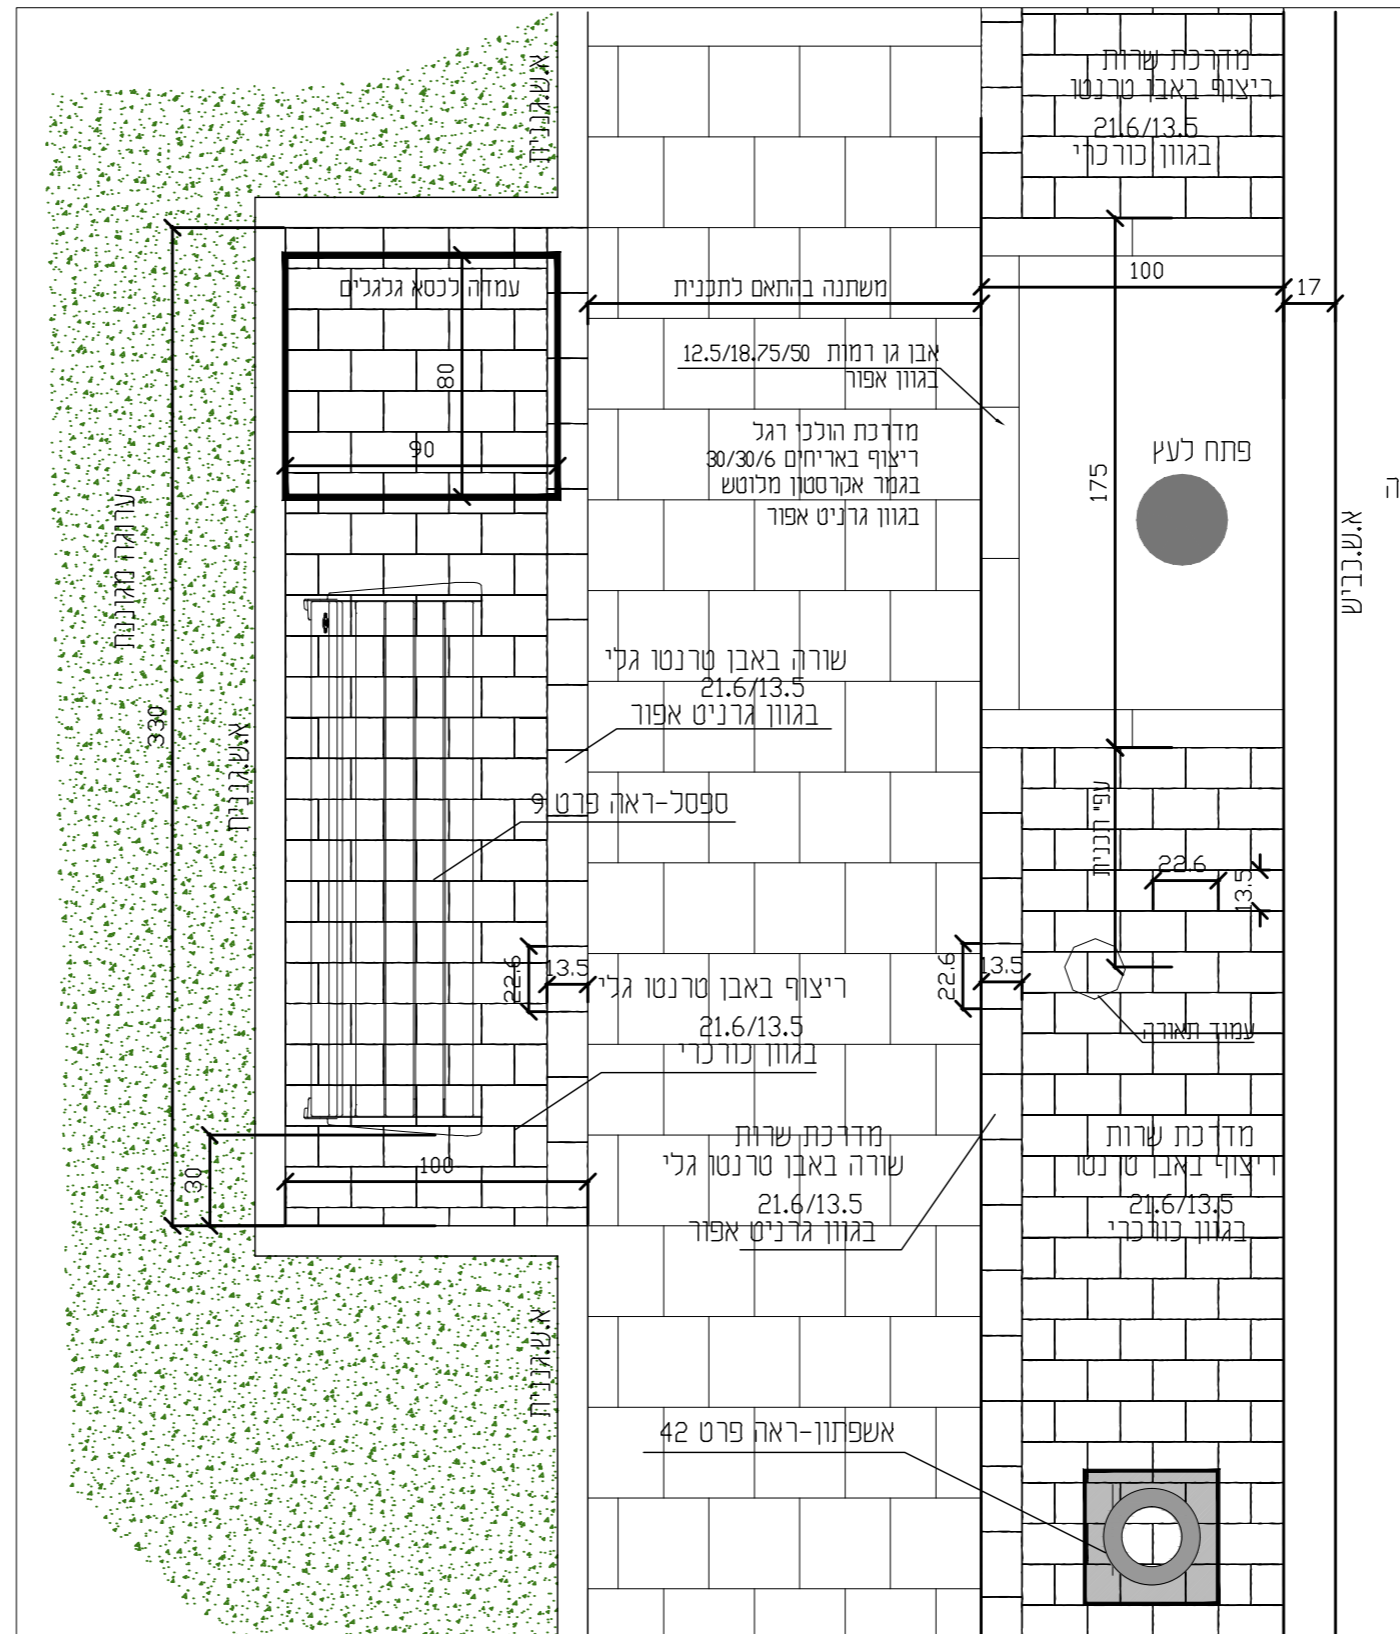 מדרכת שרות
ריצוף באבן טרנטו
21.6/13.5
בגוון כורכרי
א.ש.גננית
100
17
עמדה לכסא גלגלים
משתנה בהתאם לתכנית
80
90
אבן גן רמות 12.5/18.75/50
בגוון אפור
מדרכת הולכי רגל
ריצוף באריחים 30/30/6
בגמר אקרסטון מלוטש
בגוון גרניט אפור
פתח לעץ
175
ה
א.ש.כביש
ערוגה מגוננת
330
א.ש.גננית
שורה באבן טרנטו גלי
21.6/13.5
בגוון גרניט אפור
ספסל-ראה פרט 9
עפ"י תכנית
22.6
13.5
22.6
13.5
22.6
13.5
ריצוף באבן טרנטו גלי
21.6/13.5
בגוון כורכרי
עמוד תאורה
מדרכת שרות
שורה באבן טרנטו גלי
21.6/13.5
בגוון גרניט אפור
מדרכת שרות
ריצוף באבן טרנטו
21.6/13.5
בגוון כורכרי
100
30
א.ש.גננית
אשפתון-ראה פרט 42